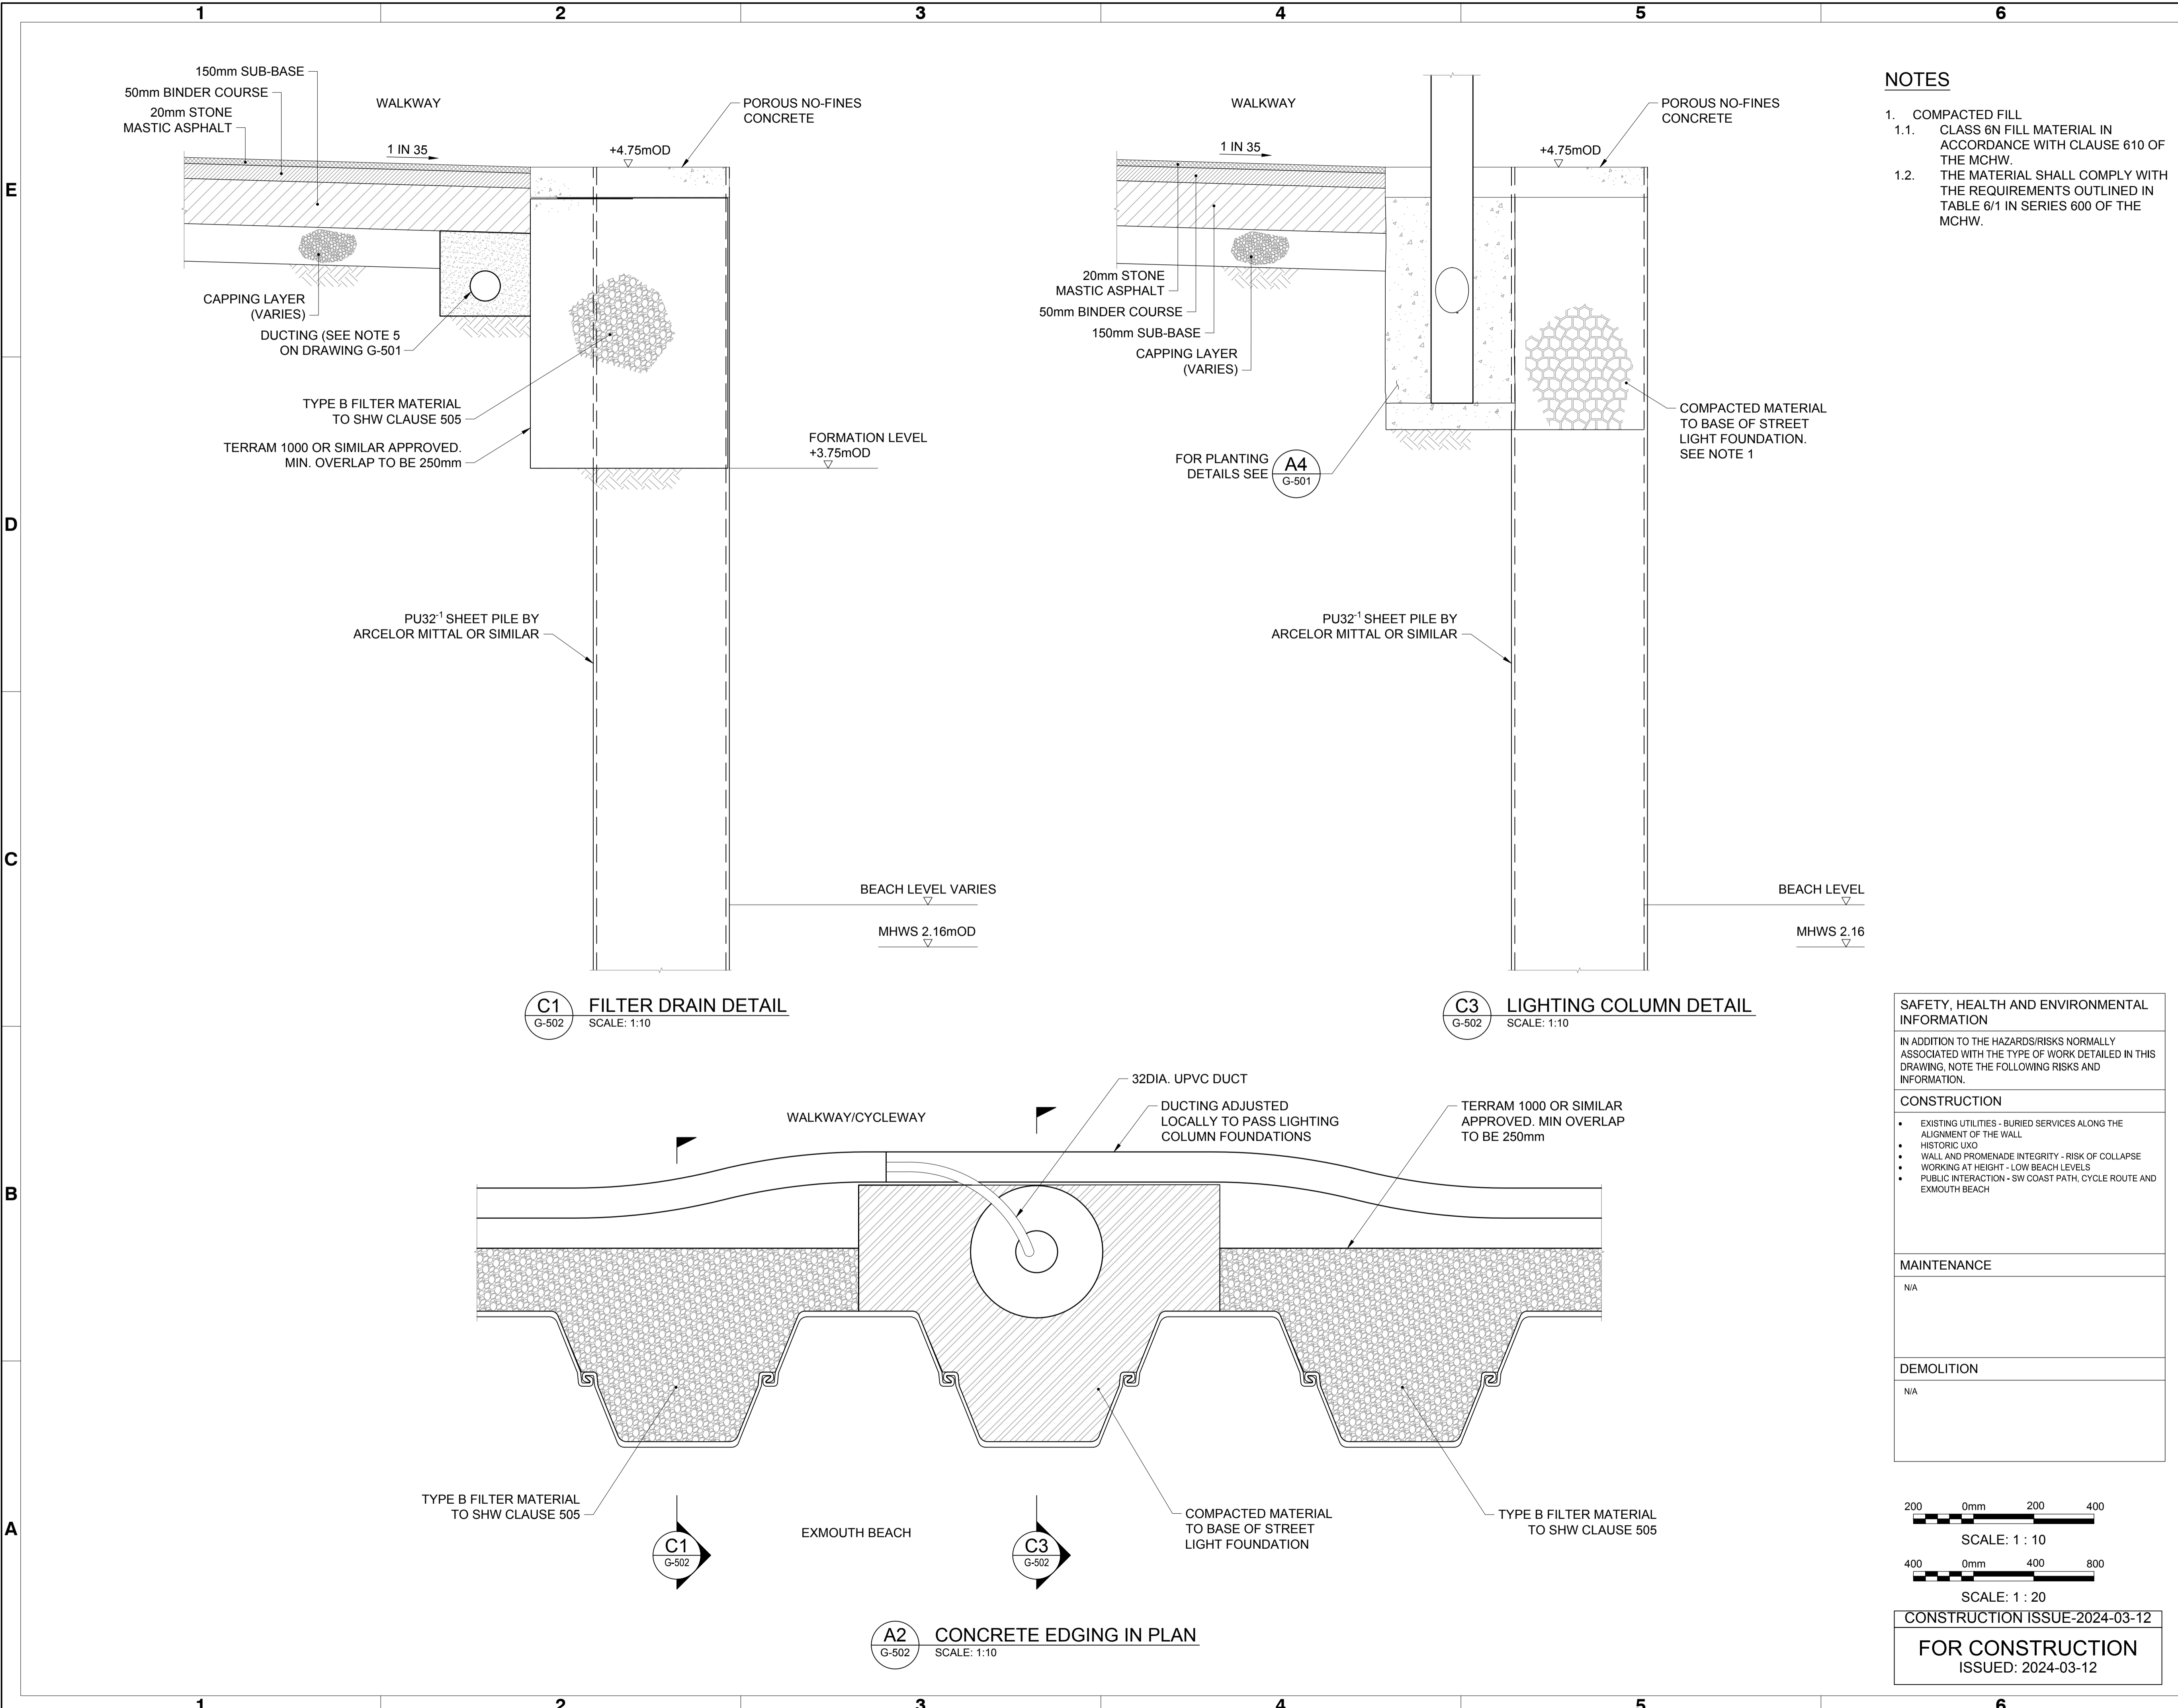 1 2 3 4 5 6
E
D
C
B
A
150mm SUB-BASE
50mm BINDER COURSE
20mm STONE
MASTIC ASPHALT
WALKWAY
1 IN 35
+4.75mOD
POROUS NO-FINES
CONCRETE
CAPPING LAYER
(VARIES)
DUCTING (SEE NOTE 5
ON DRAWING G-501
TYPE B FILTER MATERIAL
TO SHW CLAUSE 505
TERRAM 1000 OR SIMILAR APPROVED.
MIN. OVERLAP TO BE 250mm
FORMATION LEVEL
+3.75mOD
PU32⁻¹ SHEET PILE BY
ARCELOR MITTAL OR SIMILAR
BEACH LEVEL VARIES
MHWS 2.16mOD
C1
G-502
FILTER DRAIN DETAIL
SCALE: 1:10
WALKWAY
1 IN 35
+4.75mOD
POROUS NO-FINES
CONCRETE
20mm STONE
MASTIC ASPHALT
50mm BINDER COURSE
150mm SUB-BASE
CAPPING LAYER
(VARIES)
FOR PLANTING
DETAILS SEE
A4
G-501
COMPACTED MATERIAL
TO BASE OF STREET
LIGHT FOUNDATION.
SEE NOTE 1
PU32⁻¹ SHEET PILE BY
ARCELOR MITTAL OR SIMILAR
BEACH LEVEL
MHWS 2.16
C3
G-502
LIGHTING COLUMN DETAIL
SCALE: 1:10
WALKWAY/CYCLEWAY
32DIA. UPVC DUCT
DUCTING ADJUSTED
LOCALLY TO PASS LIGHTING
COLUMN FOUNDATIONS
TERRAM 1000 OR SIMILAR
APPROVED. MIN OVERLAP
TO BE 250mm
TYPE B FILTER MATERIAL
TO SHW CLAUSE 505
C1
G-502
EXMOUTH BEACH
C3
G-502
COMPACTED MATERIAL
TO BASE OF STREET
LIGHT FOUNDATION
TYPE B FILTER MATERIAL
TO SHW CLAUSE 505
A2
G-502
CONCRETE EDGING IN PLAN
SCALE: 1:10
NOTES
1. COMPACTED FILL
1.1. CLASS 6N FILL MATERIAL IN
ACCORDANCE WITH CLAUSE 610 OF
THE MCHW.
1.2. THE MATERIAL SHALL COMPLY WITH
THE REQUIREMENTS OUTLINED IN
TABLE 6/1 IN SERIES 600 OF THE
MCHW.
SAFETY, HEALTH AND ENVIRONMENTAL
INFORMATION
IN ADDITION TO THE HAZARDS/RISKS NORMALLY
ASSOCIATED WITH THE TYPE OF WORK DETAILED IN THIS
DRAWING, NOTE THE FOLLOWING RISKS AND
INFORMATION.
CONSTRUCTION
• EXISTING UTILITIES - BURIED SERVICES ALONG THE
ALIGNMENT OF THE WALL
• HISTORIC UXO
• WALL AND PROMENADE INTEGRITY - RISK OF COLLAPSE
• WORKING AT HEIGHT - LOW BEACH LEVELS
• PUBLIC INTERACTION - SW COAST PATH, CYCLE ROUTE AND
EXMOUTH BEACH
MAINTENANCE
N/A
DEMOLITION
N/A
200 0mm 200 400
SCALE: 1 : 10
400 0mm 400 800
SCALE: 1 : 20
CONSTRUCTION ISSUE-2024-03-12
FOR CONSTRUCTION
ISSUED: 2024-03-12
1 2 3 4 5 6